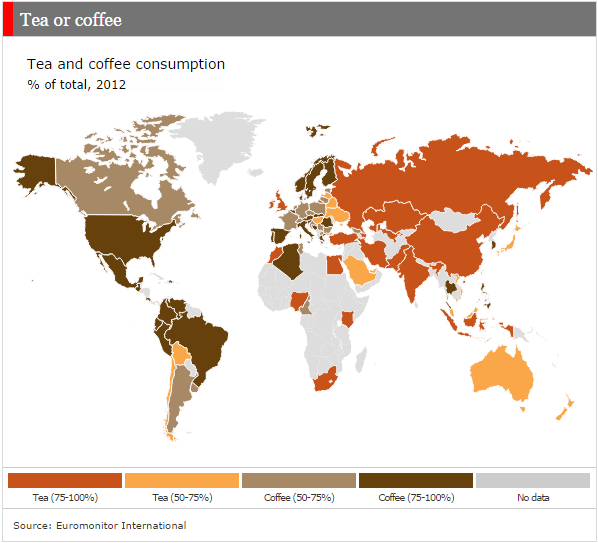 Tea or coffee
Tea and coffee consumption
% of total, 2012
Tea (75-100%)
Tea (50-75%)
Coffee (50-75%)
Coffee (75-100%)
No data
Source: Euromonitor International